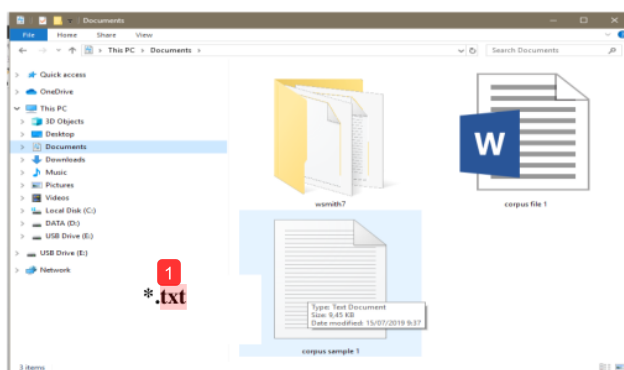 Documents
File Home Share View
This PC > Documents >
Search Documents
Quick access
OneDrive
This PC
3D Objects
Desktop
Documents
Downloads
Music
Pictures
Videos
Local Disk (C:)
DATA (D:)
USB Drive (E:)
USB Drive (E:)
Network
wsmith7
W
corpus file 1
1
*.txt
Type: Text Document
Size: 9,45 KB
Date modified: 15/07/2019 9:37
corpus sample 1
3 items